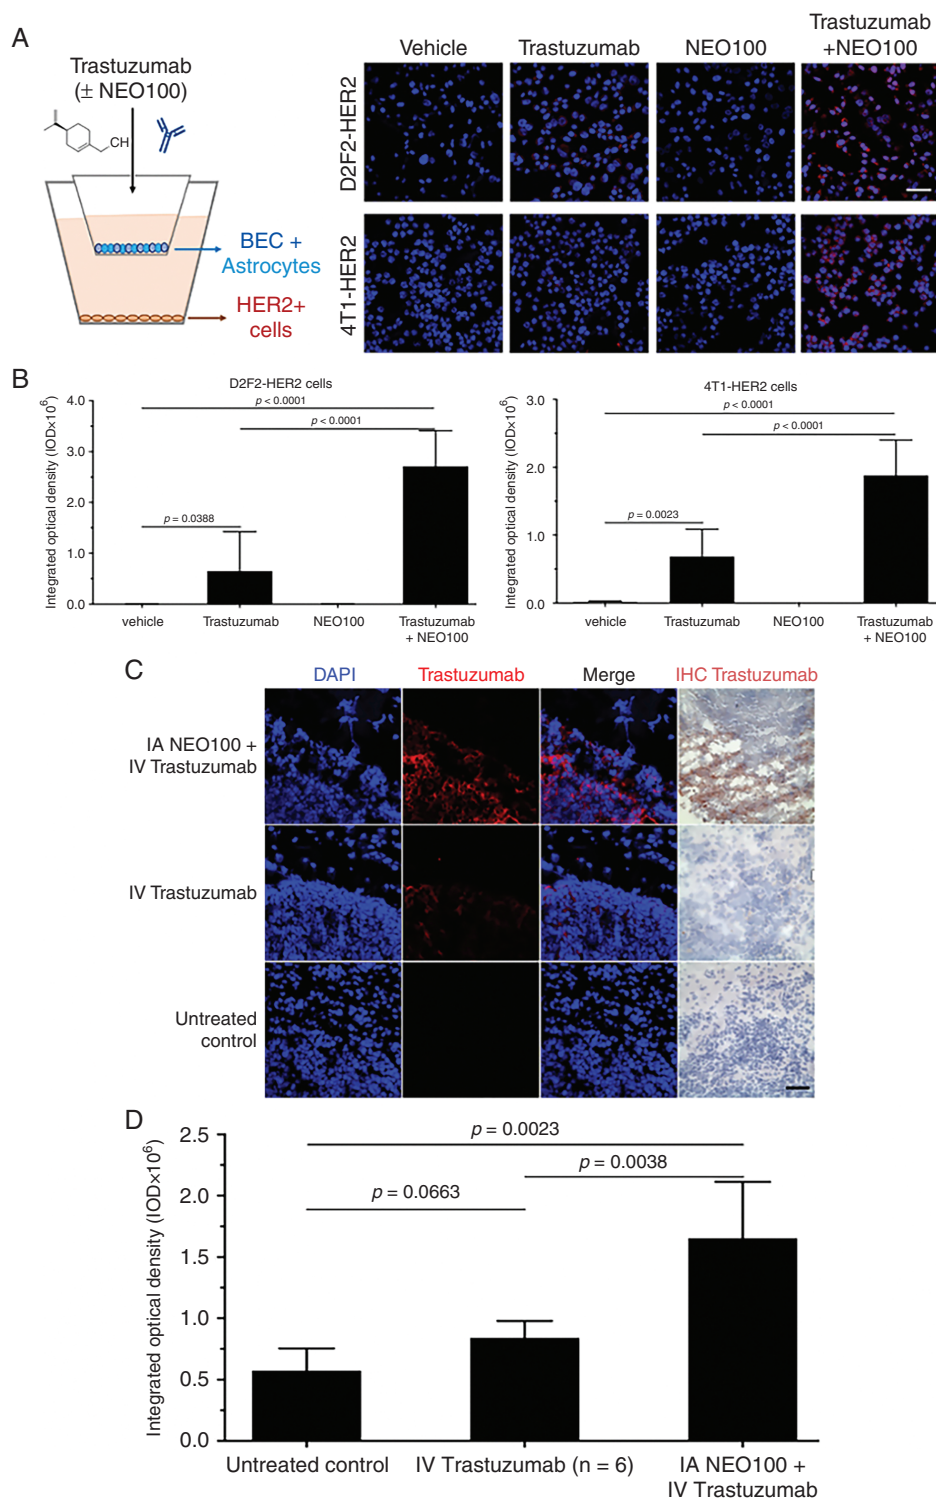 A
Trastuzumab
(± NEO100)
CH
BEC +
Astrocytes
HER2+
cells
Vehicle
Trastuzumab
NEO100
Trastuzumab
+NEO100
D2F2-HER2
4T1-HER2
B
D2F2-HER2 cells
Integrated optical density (IOD×10⁶)
4.0
3.0
2.0
1.0
0.0
p < 0.0001
p < 0.0001
p = 0.0388
vehicle
Trastuzumab
NEO100
Trastuzumab
+ NEO100
4T1-HER2 cells
Integrated optical density (IOD×10⁶)
3.0
2.0
1.0
0.0
p < 0.0001
p < 0.0001
p = 0.0023
vehicle
Trastuzumab
NEO100
Trastuzumab
+ NEO100
C
DAPI
Trastuzumab
Merge
IHC Trastuzumab
IA NEO100 +
IV Trastuzumab
IV Trastuzumab
Untreated
control
D
Integrated optical density (IOD×10⁶)
2.5
2.0
1.5
1.0
0.5
0.0
p = 0.0023
p = 0.0038
p = 0.0663
Untreated control
IV Trastuzumab (n = 6)
IA NEO100 +
IV Trastuzumab